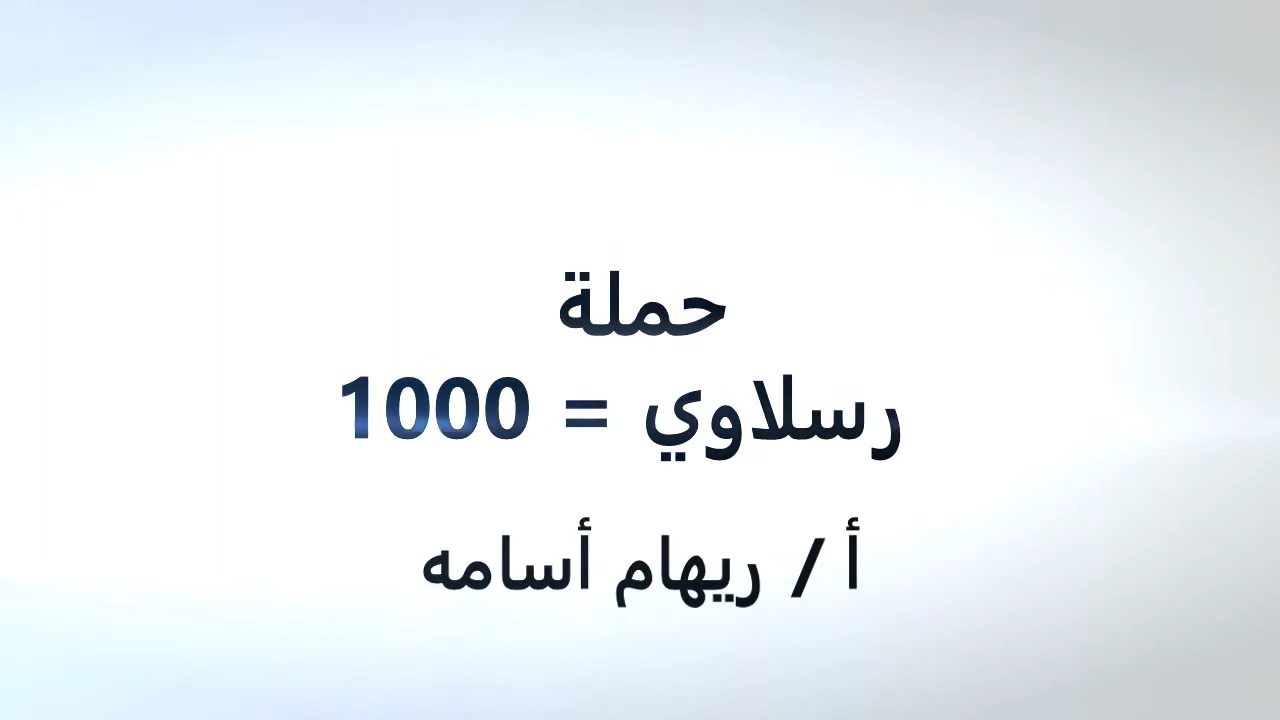 حملة
رسلاوي = 1000
أ / ريهام أسامه